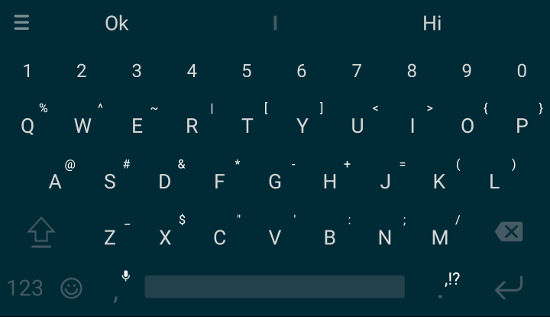 Ok | Hi
1 2 3 4 5 6 7 8 9 0
% ^ ~ | [ ] < > { }
Q W E R T Y U I O P
@ # & * - + = ( )
A S D F G H J K L
_ $ " ' : ; /
Z X C V B N M
123 , .,!?